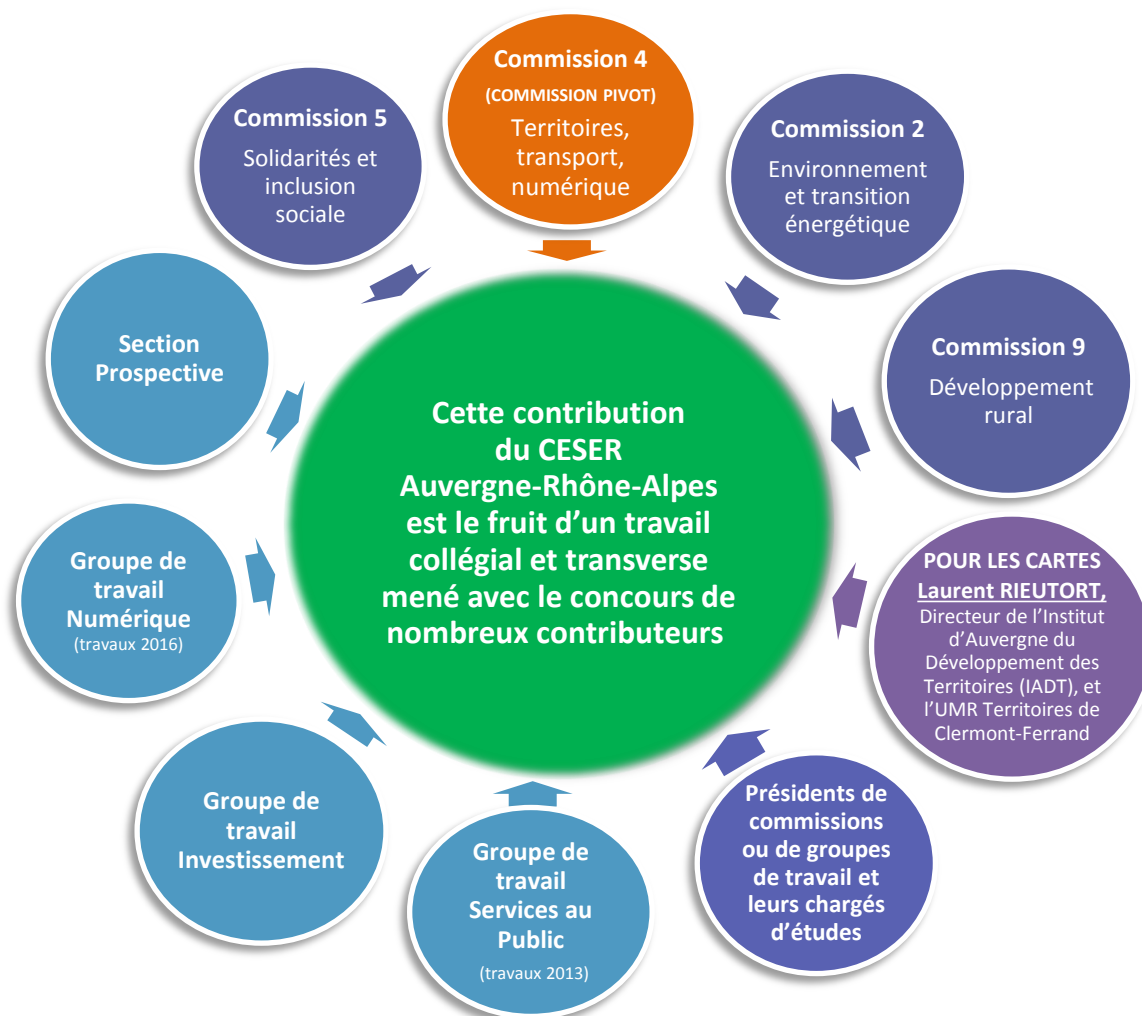 Commission 4
(COMMISSION PIVOT)
Territoires,
transport,
numérique
Commission 2
Environnement
et transition
énergétique
Commission 9
Développement
rural
POUR LES CARTES
Laurent RIEUTORT,
Directeur de l’Institut
d’Auvergne du
Développement des
Territoires (IADT), et
l’UMR Territoires de
Clermont-Ferrand
Présidents de
commissions
ou de groupes
de travail et
leurs chargés
d’études
Groupe de
travail
Services au
Public
(travaux 2013)
Groupe de
travail
Investissement
Groupe de
travail
Numérique
(travaux 2016)
Section
Prospective
Commission 5
Solidarités et
inclusion
sociale
Cette contribution
du CESER
Auvergne-Rhône-Alpes
est le fruit d’un travail
collégial et transverse
mené avec le concours de
nombreux contributeurs